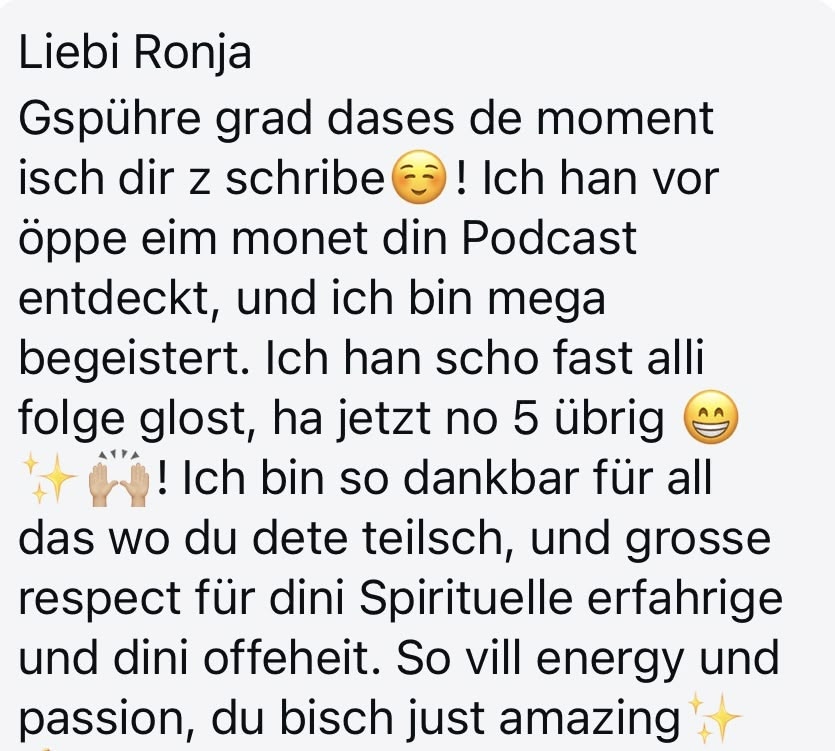 Liebi Ronja
Gspühre grad dases de moment
isch dir z schribe☺️! Ich han vor
öppe eim monet din Podcast
entdeckt, und ich bin mega
begeistert. Ich han scho fast alli
folge glost, ha jetzt no 5 übrig 😁
✨🙌🏼! Ich bin so dankbar für all
das wo du dete teilsch, und grosse
respect für dini Spirituelle erfahrige
und dini offeheit. So vill energy und
passion, du bisch just amazing✨